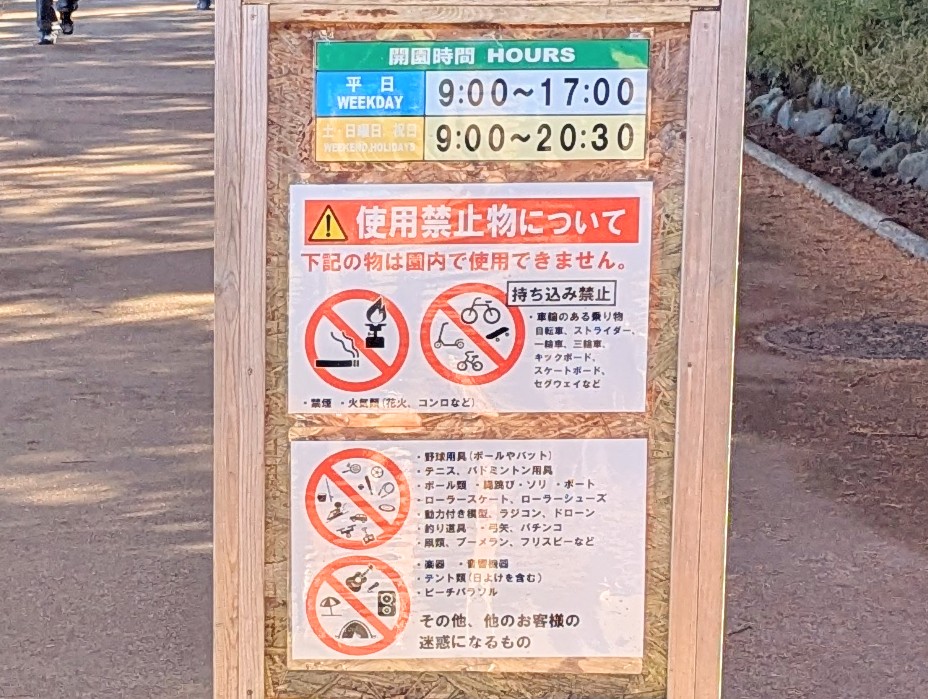 開園時間 HOURS
平 日 9:00～17:00
WEEKDAY
土・日曜日・祝日 9:00～20:30
WEEKEND,HOLIDAYS
使用禁止物について
下記の物は園内で使用できません。
持ち込み禁止
・車輪のある乗り物
自転車、ストライダー、
一輪車、三輪車、
キックボード、
スケートボード、
セグウェイなど
・禁煙 ・火気類(花火、コンロなど)
・野球用具(ボールやバット)
・テニス、バドミントン用具
・ボール類 ・縄跳び・ソリ ・ボート
・ローラースケート、ローラーシューズ
・動力付き模型、ラジコン、ドローン
・釣り道具 ・弓矢、パチンコ
・凧類、ブーメラン、フリスビーなど
・楽器 ・音響機器
・テント類(日よけを含む)
・ビーチパラソル
その他、他のお客様の
迷惑になるもの